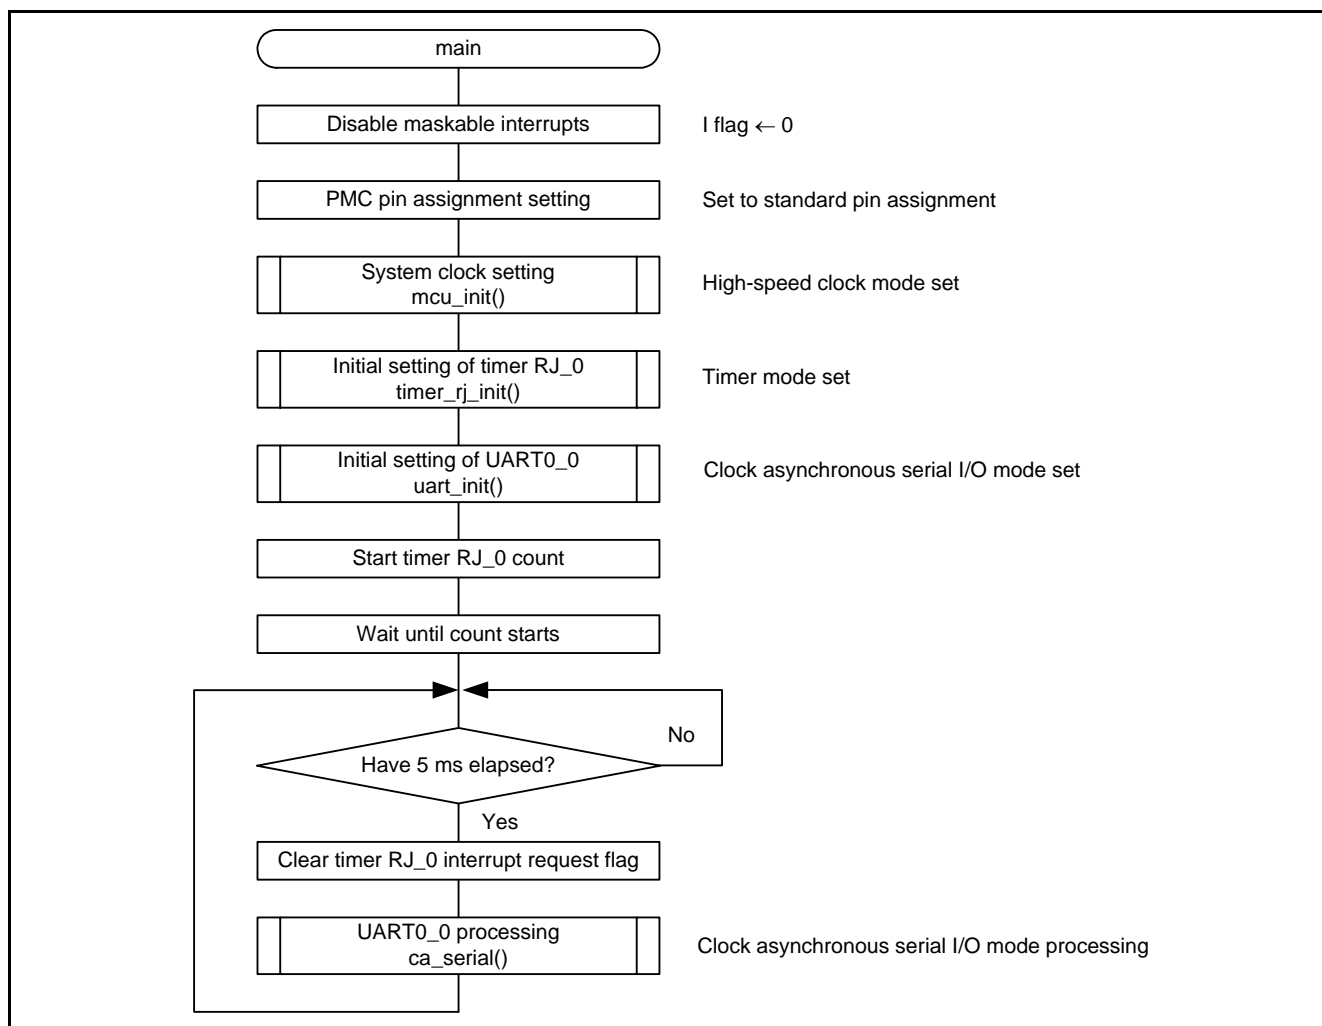 main
Disable maskable interrupts
I flag ← 0
PMC pin assignment setting
Set to standard pin assignment
System clock setting
mcu_init()
High-speed clock mode set
Initial setting of timer RJ_0
timer_rj_init()
Timer mode set
Initial setting of UART0_0
uart_init()
Clock asynchronous serial I/O mode set
Start timer RJ_0 count
Wait until count starts
No
Have 5 ms elapsed?
Yes
Clear timer RJ_0 interrupt request flag
UART0_0 processing
ca_serial()
Clock asynchronous serial I/O mode processing